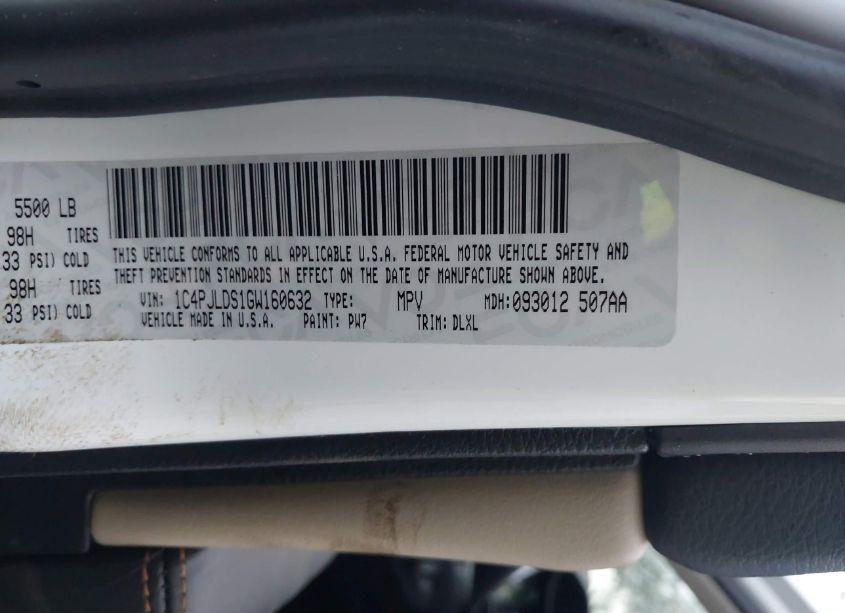 5500 LB
98H TIRES
33 PSI) COLD
98H TIRES
33 PSI) COLD
THIS VEHICLE CONFORMS TO ALL APPLICABLE U.S.A. FEDERAL MOTOR VEHICLE SAFETY AND
THEFT PREVENTION STANDARDS IN EFFECT ON THE DATE OF MANUFACTURE SHOWN ABOVE.
VIN: 1C4PJLDS1GW160632 TYPE: MPV MDH:093012 507AA
VEHICLE MADE IN U.S.A. PAINT: PW7 TRIM: DLXL